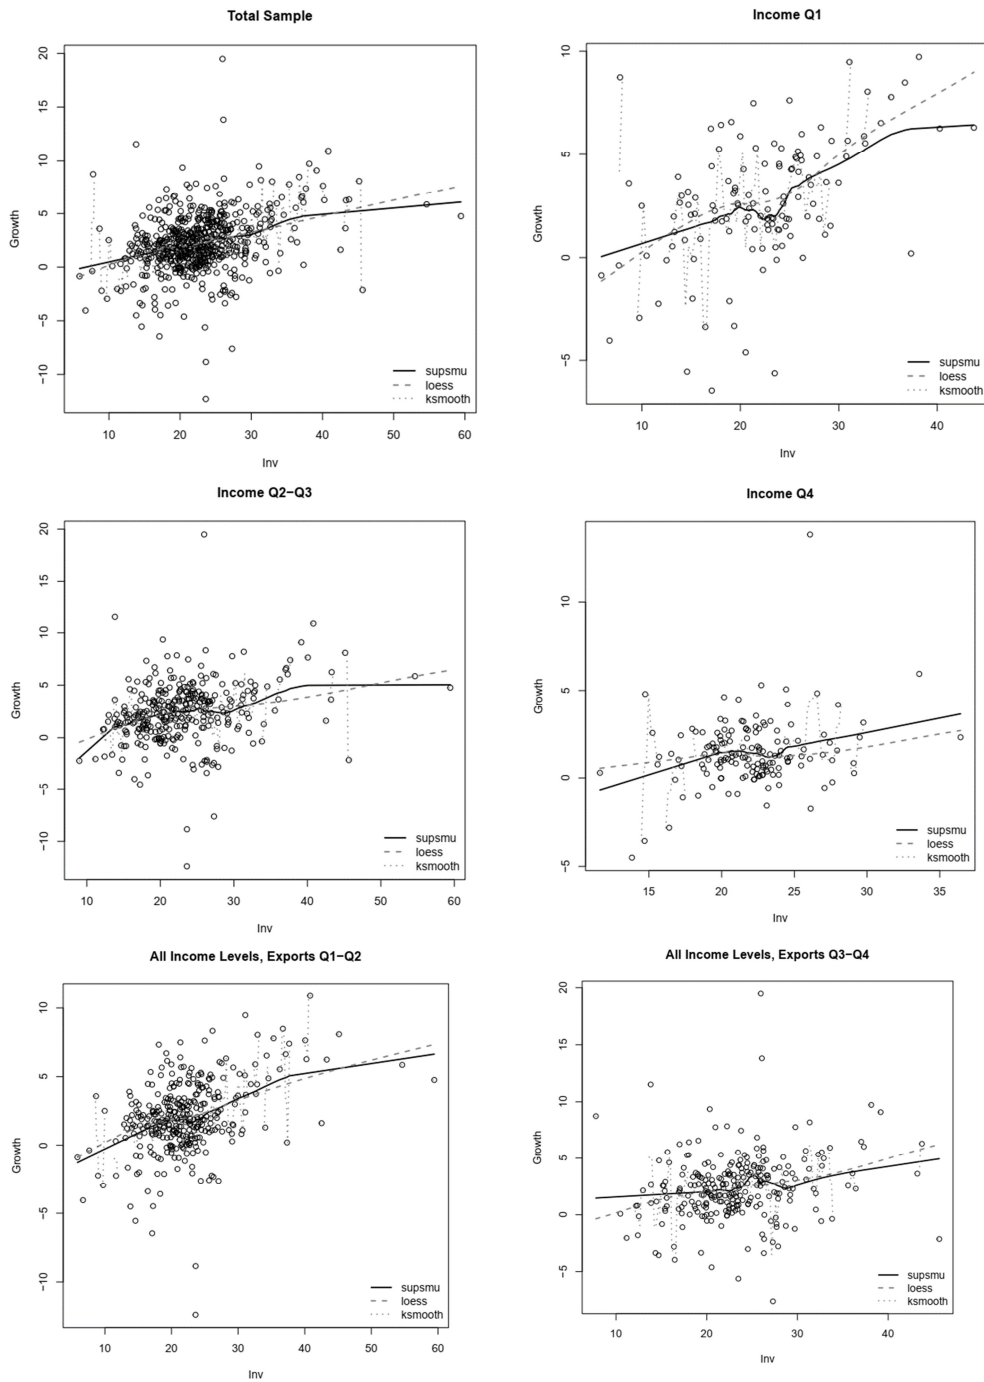 Total Sample
20
15
10
5
0
−5
−10
Growth
10 20 30 40 50 60
Inv
supsmu
loess
ksmooth
Income Q1
10
5
0
−5
Growth
10 20 30 40
Inv
supsmu
loess
ksmooth
Income Q2−Q3
20
15
10
5
0
−5
−10
Growth
10 20 30 40 50 60
Inv
supsmu
loess
ksmooth
Income Q4
10
5
0
−5
Growth
15 20 25 30 35
Inv
supsmu
loess
ksmooth
All Income Levels, Exports Q1−Q2
10
5
0
−5
−10
Growth
10 20 30 40 50 60
Inv
supsmu
loess
ksmooth
All Income Levels, Exports Q3−Q4
20
15
10
5
0
−5
Growth
10 20 30 40
Inv
supsmu
loess
ksmooth